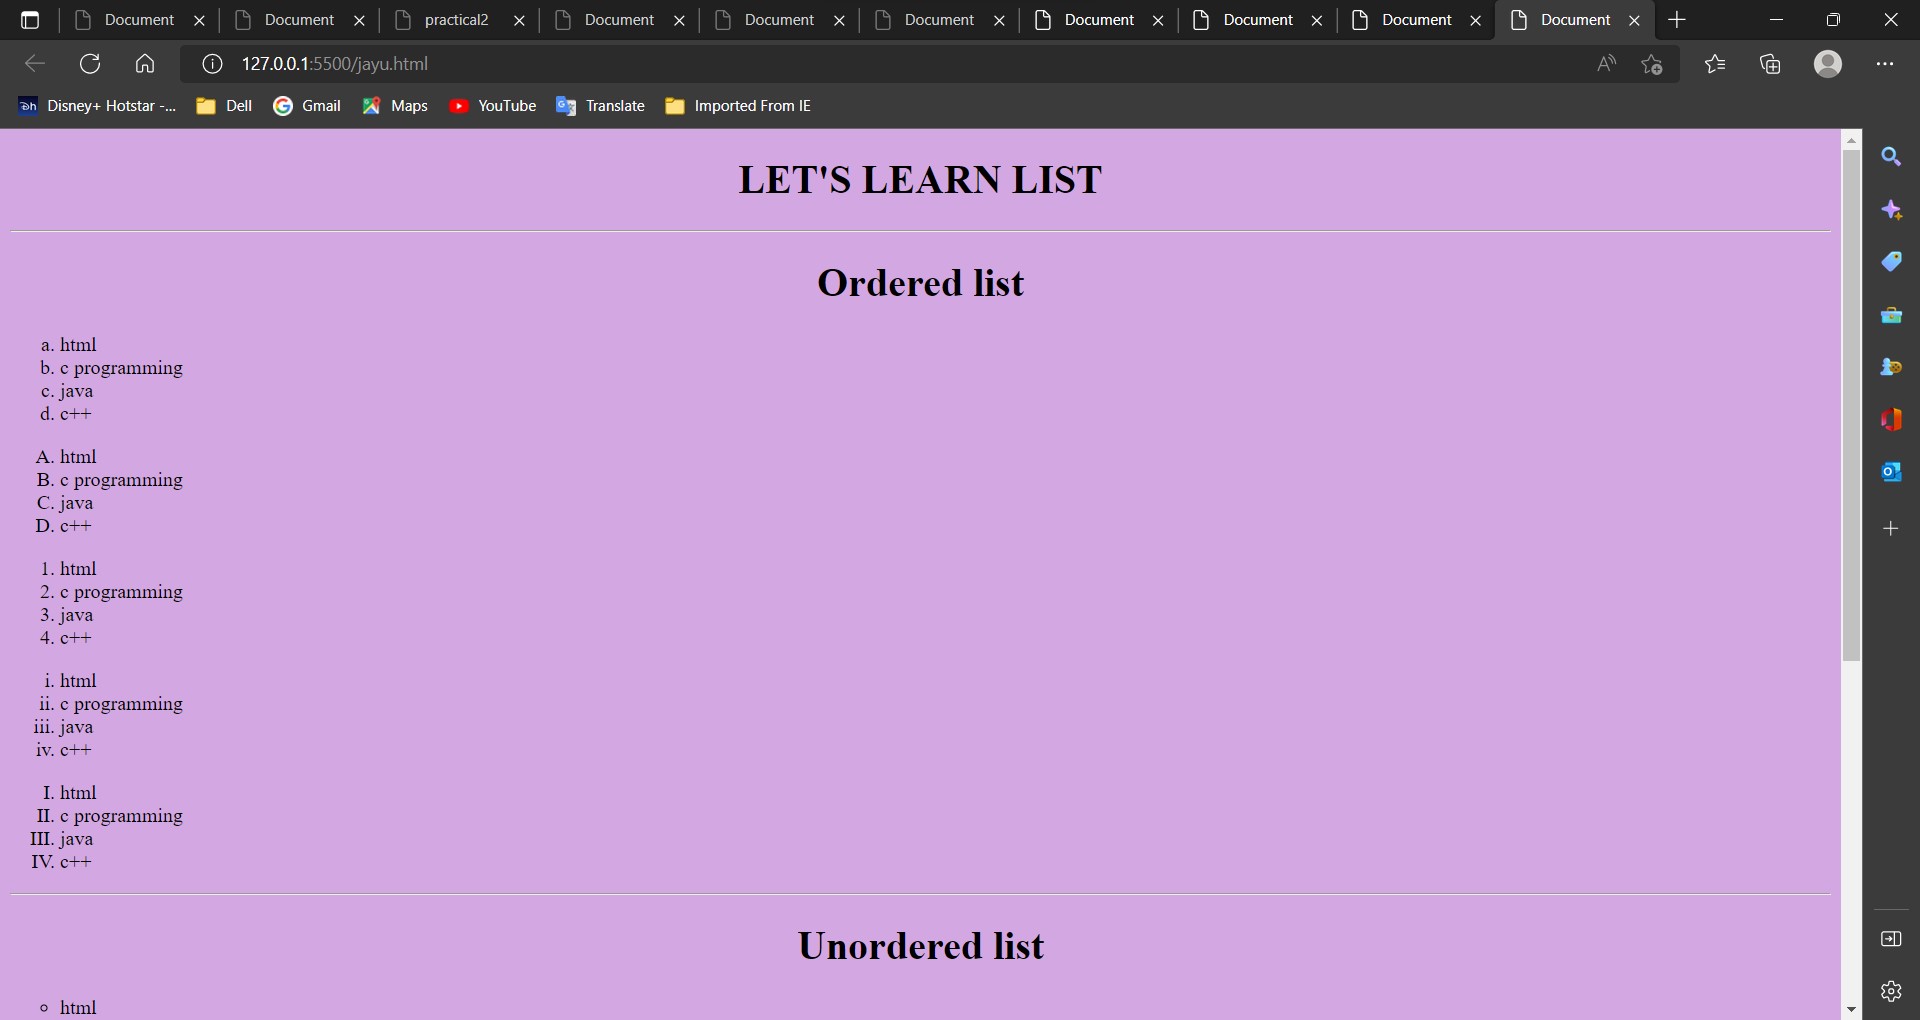 Document Document practical2 Document Document Document Document Document Document Document
127.0.0.1:5500/jayu.html
Disney+ Hotstar -... Dell Gmail Maps YouTube Translate Imported From IE
LET'S LEARN LIST
Ordered list
a. html
b. c programming
c. java
d. c++
A. html
B. c programming
C. java
D. c++
1. html
2. c programming
3. java
4. c++
i. html
ii. c programming
iii. java
iv. c++
I. html
II. c programming
III. java
IV. c++
Unordered list
html